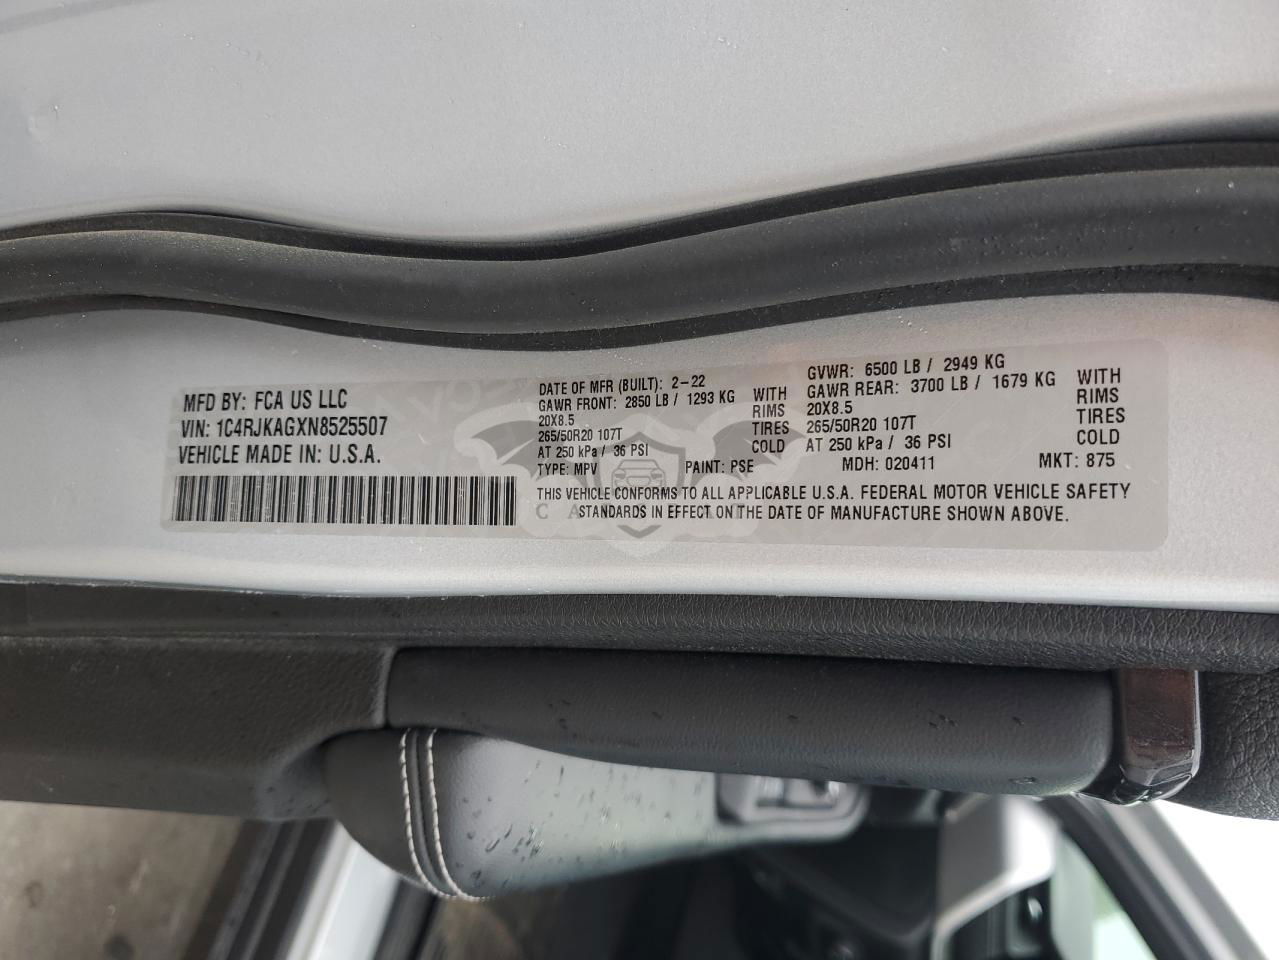 MFD BY: FCA US LLC
VIN: 1C4RJKAGXN8525507
VEHICLE MADE IN: U.S.A.
DATE OF MFR (BUILT): 2-22
GAWR FRONT: 2850 LB / 1293 KG WITH
20X8.5 RIMS
265/50R20 107T TIRES
AT 250 kPa / 36 PSI COLD
GVWR: 6500 LB / 2949 KG
GAWR REAR: 3700 LB / 1679 KG WITH
20X8.5 RIMS
265/50R20 107T TIRES
AT 250 kPa / 36 PSI COLD
TYPE: MPV PAINT: PSE MDH: 020411 MKT: 875
THIS VEHICLE CONFORMS TO ALL APPLICABLE U.S.A. FEDERAL MOTOR VEHICLE SAFETY
STANDARDS IN EFFECT ON THE DATE OF MANUFACTURE SHOWN ABOVE.